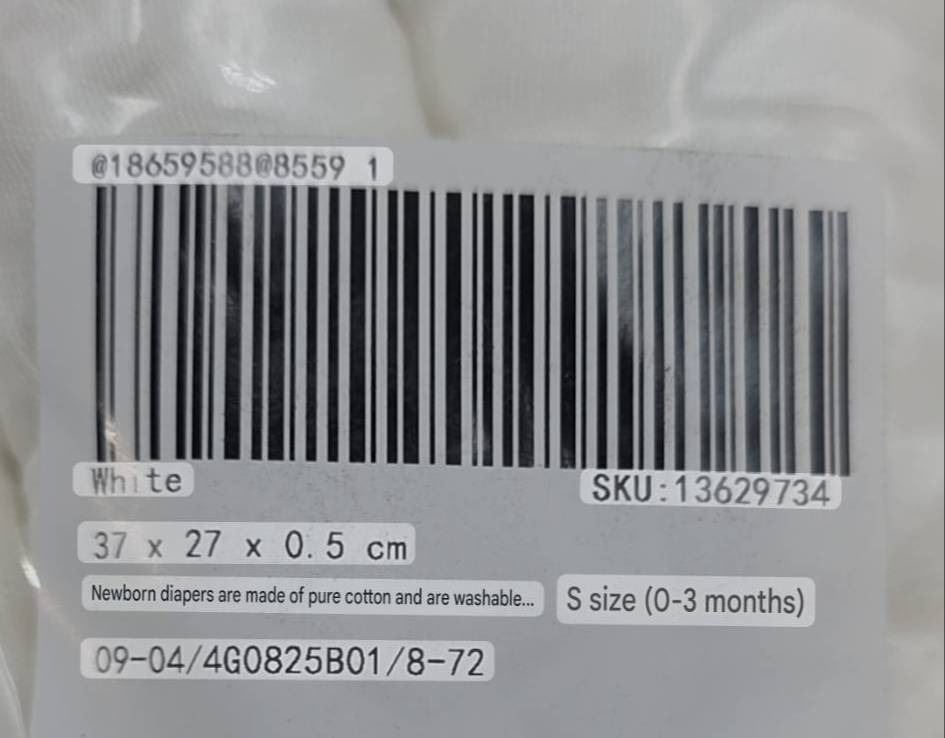 @18659588@8559 1
White
SKU:13629734
37 x 27 x 0.5 cm
Newborn diapers are made of pure cotton and are washable...
S size (0-3 months)
09-04/4G0825B01/8-72